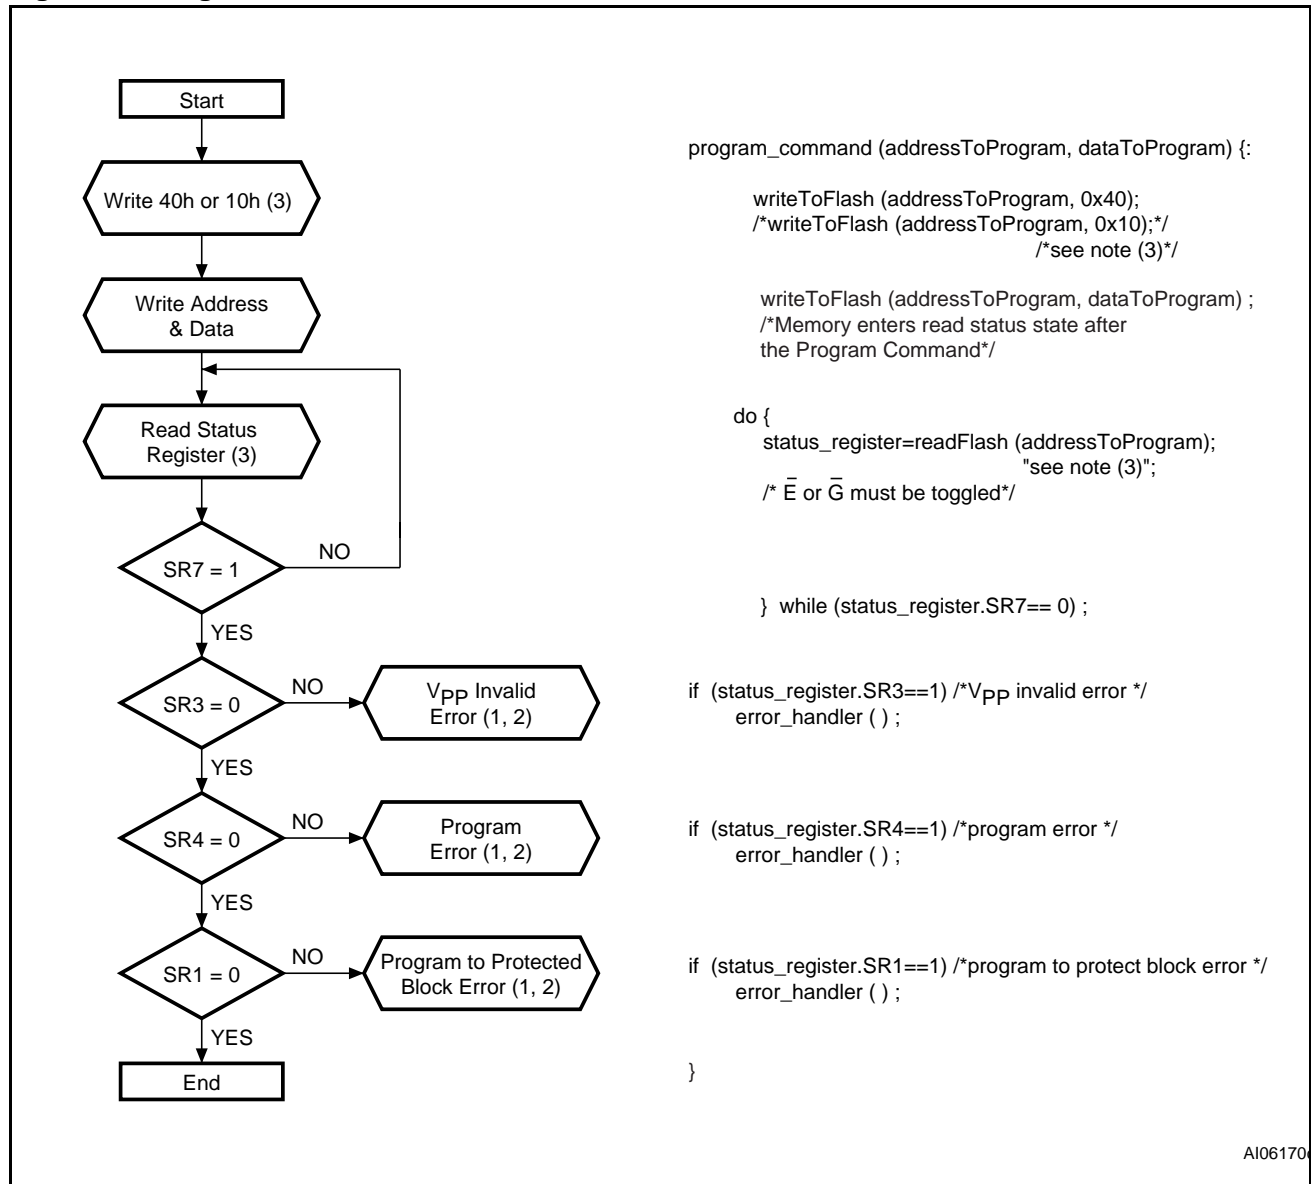 Start
Write 40h or 10h (3)
Write Address
& Data
Read Status
Register (3)
SR7 = 1
NO
YES
SR3 = 0
NO
VPP Invalid
Error (1, 2)
YES
SR4 = 0
NO
Program
Error (1, 2)
YES
SR1 = 0
NO
Program to Protected
Block Error (1, 2)
YES
End
program_command (addressToProgram, dataToProgram) {:
writeToFlash (addressToProgram, 0x40);
/*writeToFlash (addressToProgram, 0x10);*/
/*see note (3)*/
writeToFlash (addressToProgram, dataToProgram) ;
/*Memory enters read status state after
the Program Command*/
do {
status_register=readFlash (addressToProgram);
"see note (3)";
/* E̅ or G̅ must be toggled*/
} while (status_register.SR7== 0) ;
if (status_register.SR3==1) /*VPP invalid error */
error_handler ( ) ;
if (status_register.SR4==1) /*program error */
error_handler ( ) ;
if (status_register.SR1==1) /*program to protect block error */
error_handler ( ) ;
}